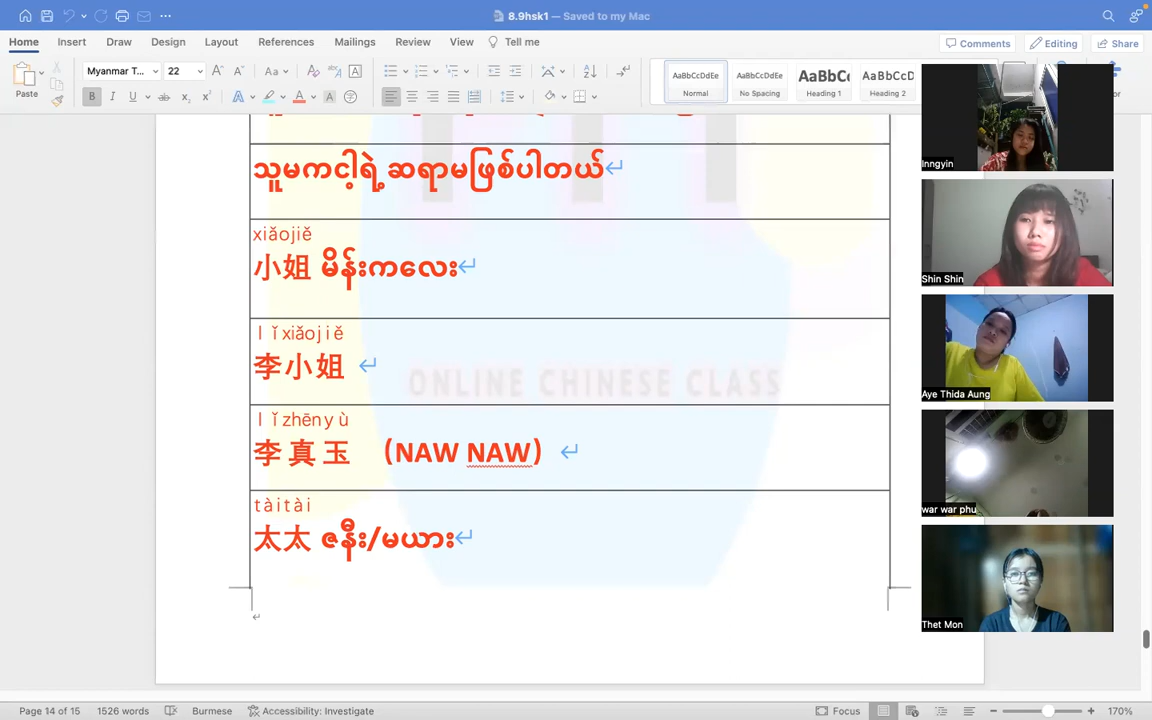 8.9hsk1 — Saved to my Mac
Home Insert Draw Design Layout References Mailings Review View Tell me
Comments Editing Share
Paste
Myanmar T... 22
AaBbCcDdEe AaBbCcDdEe AaBbCc AaBbCcD
Normal No Spacing Heading 1 Heading 2
သူမကငါ့ရဲ့ဆရာမဖြစ်ပါတယ်
xiǎojiě
小姐 မိန်းကလေး
lǐxiǎojiě
李小姐
lǐzhēnyù
李真玉 (NAW NAW)
tàitài
太太 ဇနီး/မယား
ONLINE CHINESE CLASS
Inngyin
Shin Shin
Aye Thida Aung
war war phu
Thet Mon
Page 14 of 15 1526 words Burmese Accessibility: Investigate Focus 170%